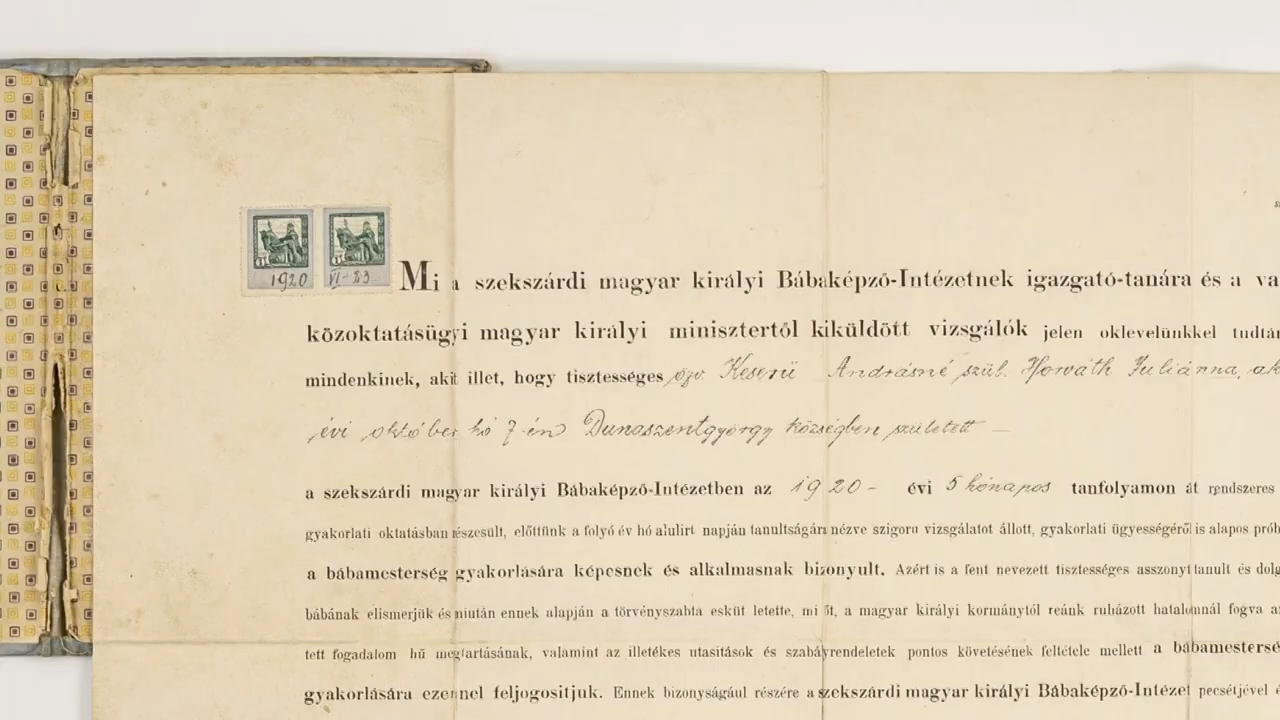 1920 VI-23
Mi a szekszárdi magyar királyi Bábaképző-Intézetnek igazgató-tanára és a va
közoktatásügyi magyar királyi minisztertől kiküldött vizsgálók jelen oklevelünkkel tudtár
mindenkinek, akit illet, hogy tisztességes özv. Keserü Andrásné szül. Horváth Juliánna, ak
évi október hó 7-én Dunaszentgyörgy községben született —
a szekszárdi magyar királyi Bábaképző-Intézetben az 1920- évi 5 hónapos tanfolyamon át rendszeres
gyakorlati oktatásban részesült, előttünk a folyó év hó alulirt napján tanultságára nézve szigoru vizsgálatot állott, gyakorlati ügyességéről is alapos prób
a bábamesterség gyakorlására képesnek és alkalmasnak bizonyult. Azért is a fent nevezett tisztességes asszonyt tanult és dolg
bábának elismerjük és miután ennek alapján a törvényszabta esküt letette, mi őt, a magyar királyi kormánytól reánk ruházott hatalomnál fogva az
tett fogadalom hű megtartásának, valamint az illetékes utasitások és szabályrendeletek pontos követésének feltétele mellett a bábamestersé
gyakorlására ezennel feljogositjuk. Ennek bizonyságául részére a szekszárdi magyar királyi Bábaképző-Intézet pecsétjével é